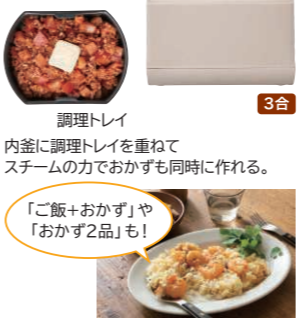 調理トレイ
3合
内釜に調理トレイを重ねて
スチームの力でおかずも同時に作れる。
「ご飯+おかず」や
「おかず2品」も!